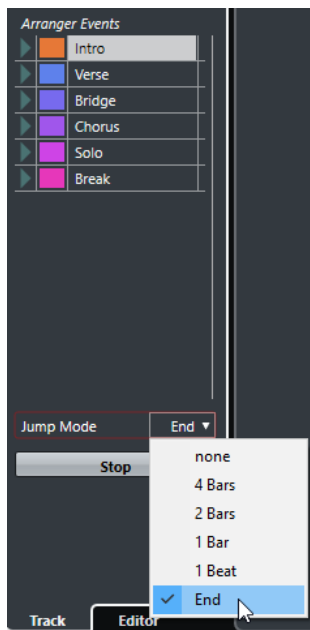 Arranger Events
Intro
Verse
Bridge
Chorus
Solo
Break
Jump Mode End
Stop
none
4 Bars
2 Bars
1 Bar
1 Beat
End
Track Editor